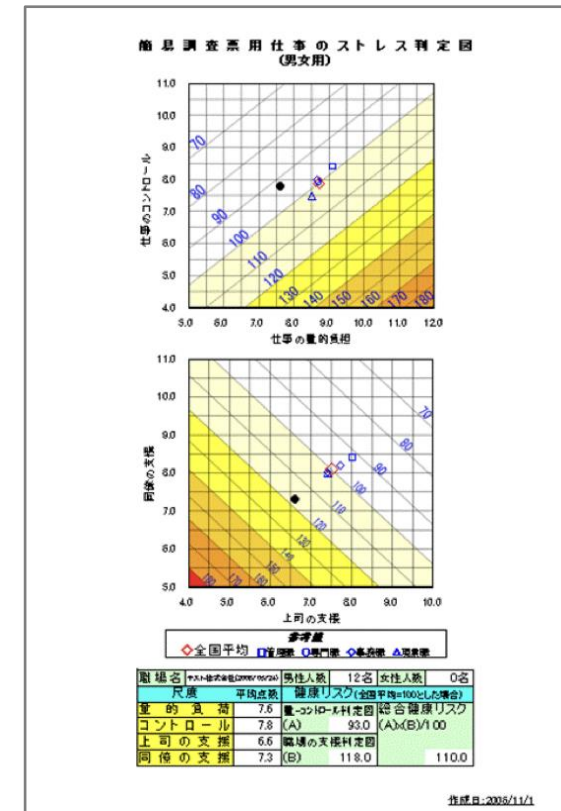 簡易調査票用仕事のストレス判定図
(男女用)
11.0
10.0
9.0
8.0
7.0
6.0
5.0
4.0
仕事のコントロール
70
80
90
100
110
120
130
140
150
160
170
180
5.0 6.0 7.0 8.0 9.0 10.0 11.0 12.0
仕事の量的負担
11.0
10.0
9.0
8.0
7.0
6.0
5.0
同僚の支援
70
80
90
100
110
120
130
140
150
160
170
180
4.0 5.0 6.0 7.0 8.0 9.0 10.0
上司の支援
参考値
◇全国平均 □管理職 ○専門職 ◇事務職 △現業職
職場名 テスト株式会社 男性人数 12名 女性人数 0名
尺度 平均点数 健康リスク(全国平均=100とした場合)
量的負荷 7.6 量-コントロール判定図 総合健康リスク
コントロール 7.8 (A) 93.0 (A)x(B)/100
上司の支援 6.6 職場の支援判定図
同僚の支援 7.3 (B) 118.0 110.0
作成日:2006/11/1